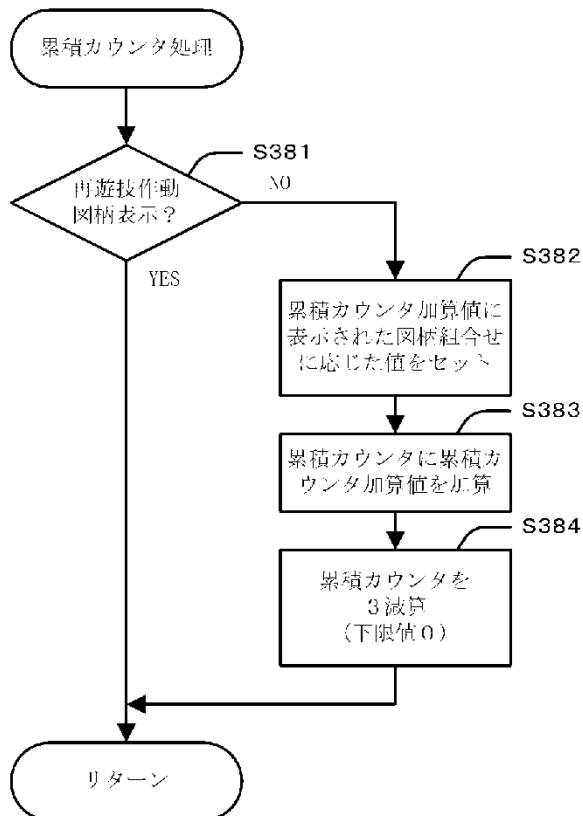 累積カウンタ処理
S381
再遊技作動
図柄表示？
NO
YES
S382
累積カウンタ加算値に
表示された図柄組合せ
に応じた値をセット
S383
累積カウンタに累積カ
ウンタ加算値を加算
S384
累積カウンタを
３減算
（下限値０）
リターン